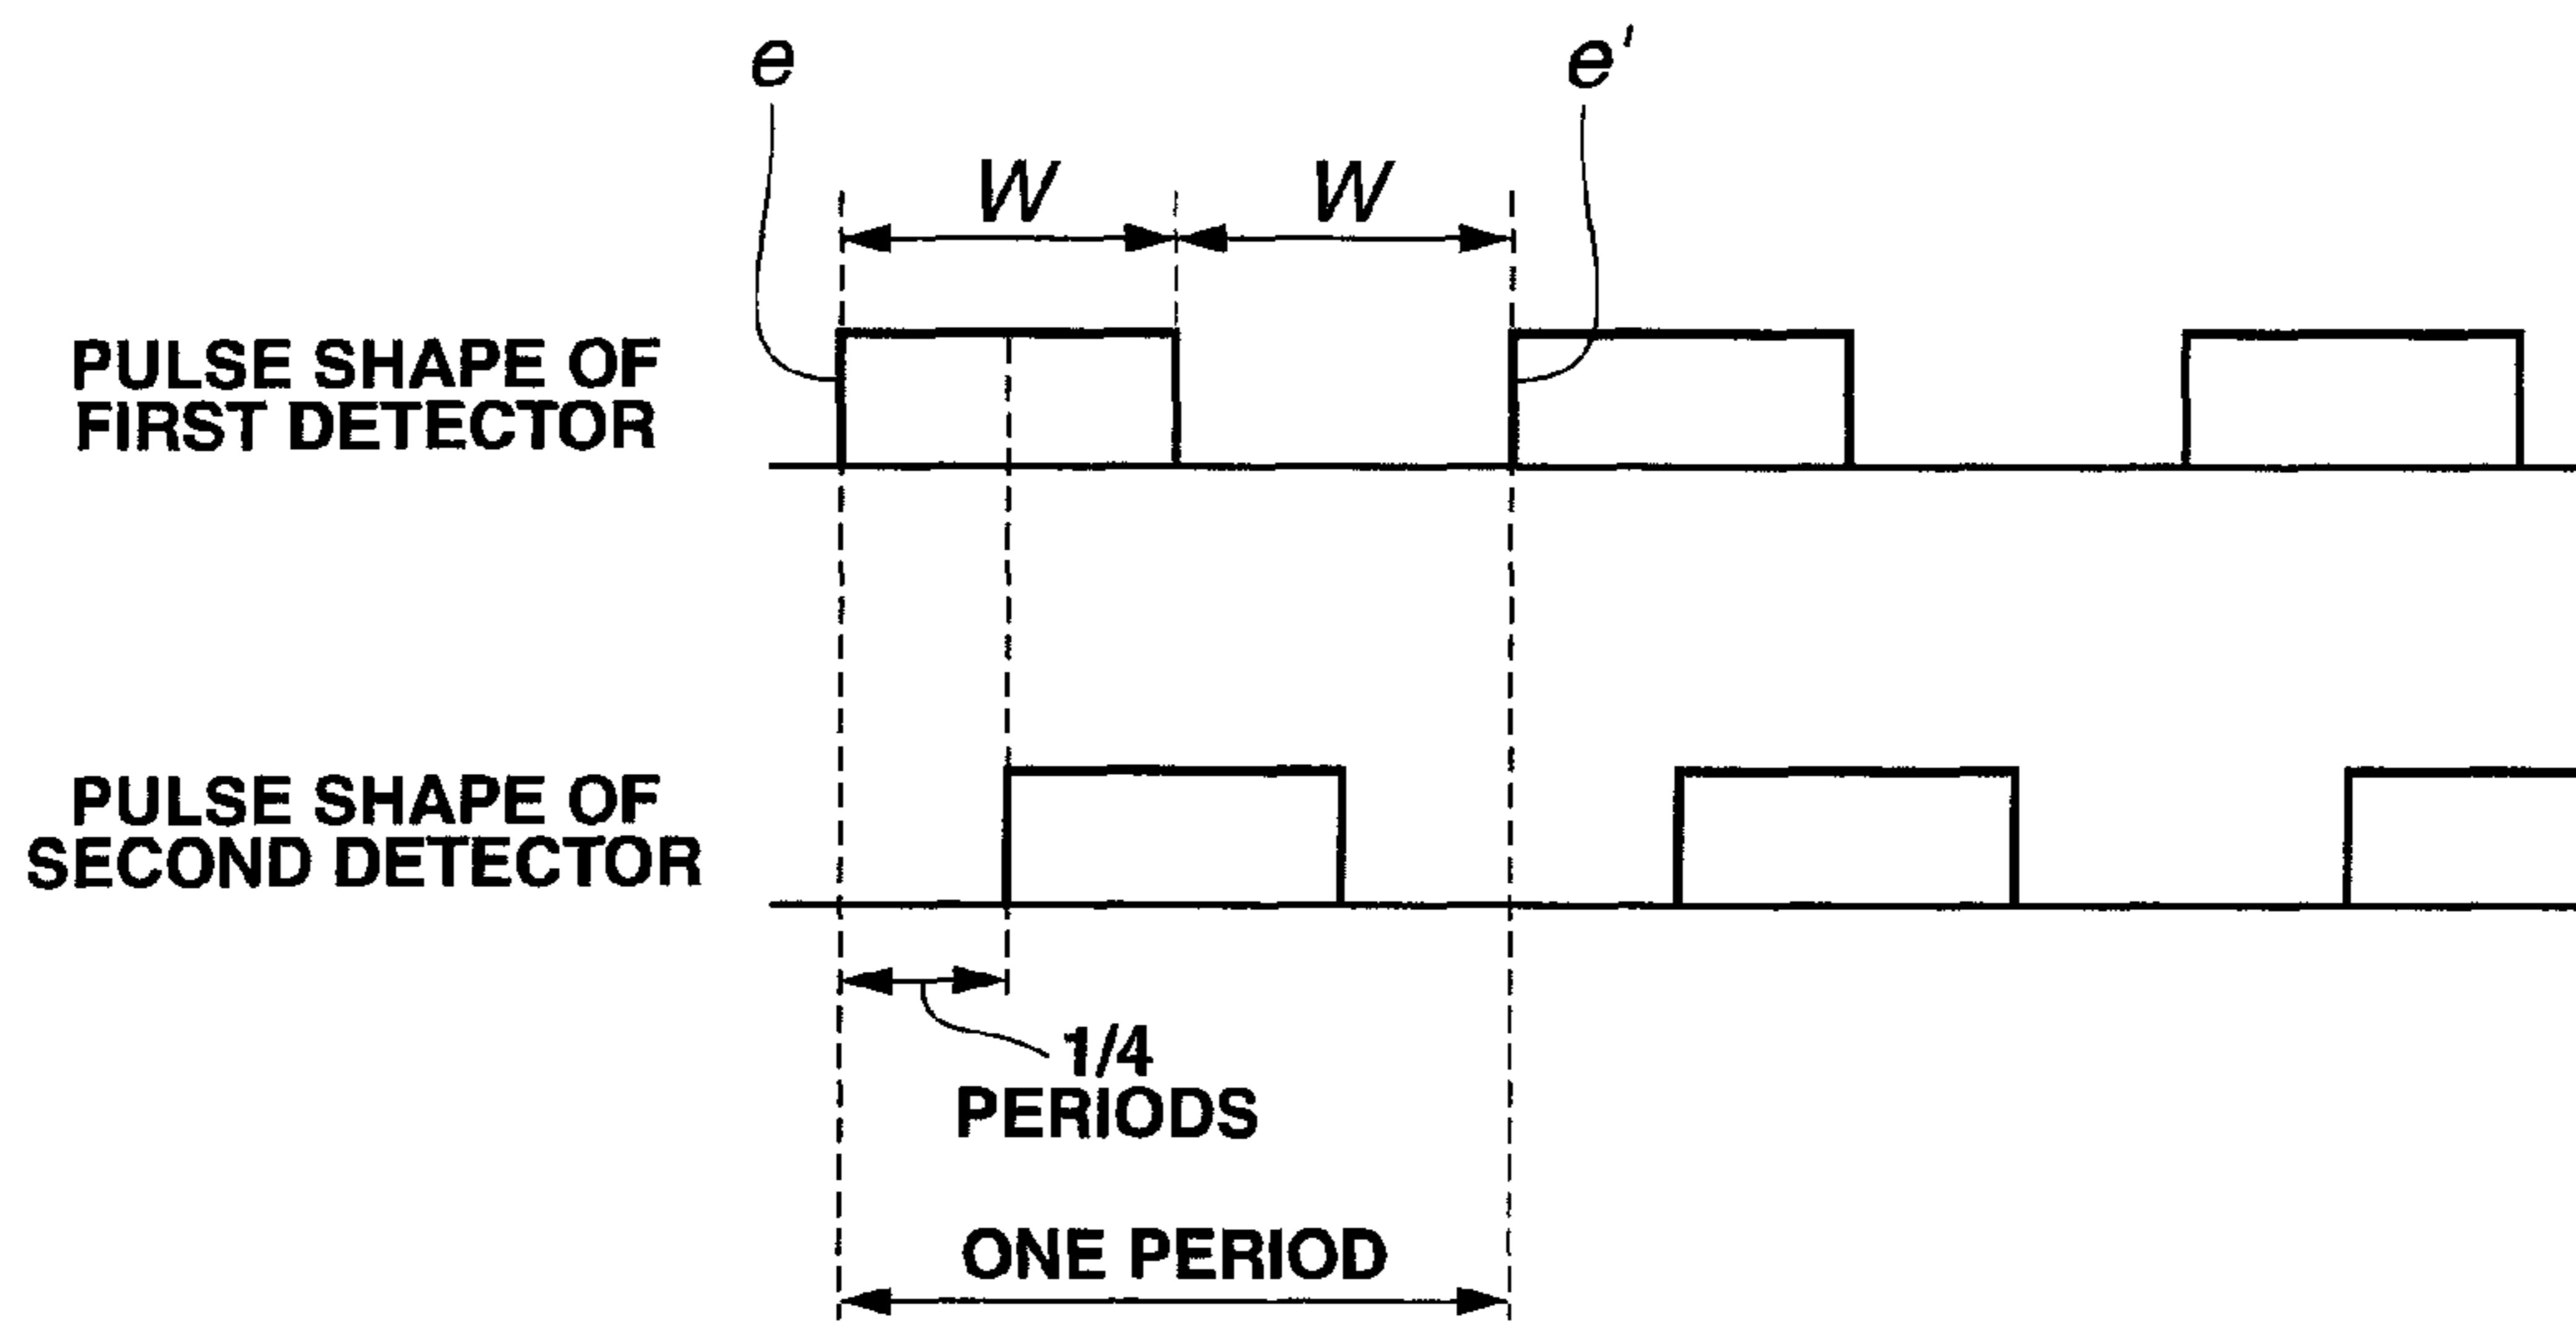 e
e'
W
W
PULSE SHAPE OF
FIRST DETECTOR
PULSE SHAPE OF
SECOND DETECTOR
1/4
PERIODS
ONE PERIOD